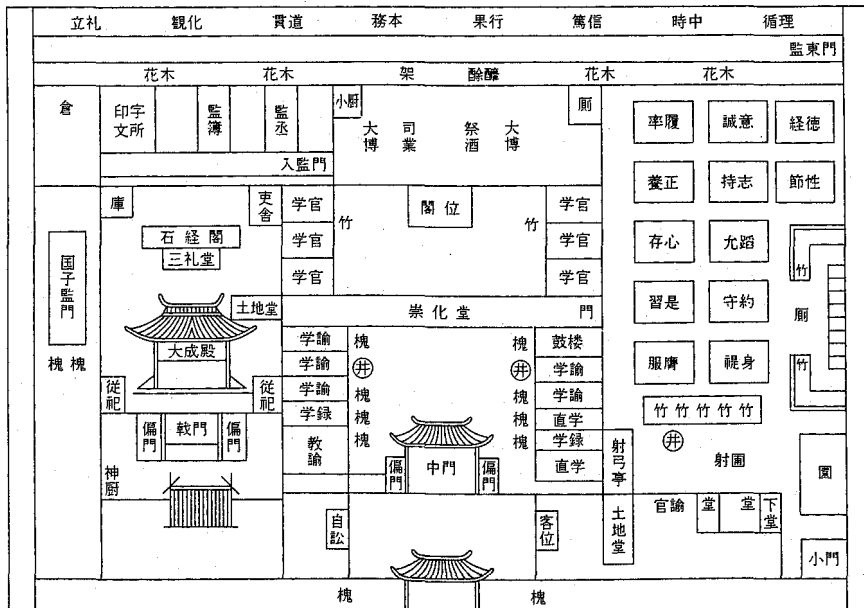 立礼 観化 貫道 務本 果行 篤信 時中 循理
監東門
花木 花木 架 酴醾 花木 花木
倉
印字文所
監簿
監丞
小厨
大博
司業
祭酒
大博
厠
入監門
率履 誠意 経徳
養正 持志 節性
存心 允蹈
習是 守約
服膺 禔身
庫
吏舎
学官
学官
学官
竹
閣位
竹
学官
学官
学官
石経閣
三礼堂
国子監門
槐 槐
土地堂
大成殿
従祀
従祀
崇化堂 門
学諭
学諭
学諭
学録
教諭
槐
井
槐
槐
槐
槐
井
槐
槐
槐
鼓楼
学諭
学諭
直学
学録
直学
竹
厠
竹
竹竹竹竹竹
井
射圃
射弓亭
偏門 戟門 偏門
神厨
偏門 中門 偏門
園
自訟
客位
土地堂
官諭 堂 堂 下堂
小門
槐 槐